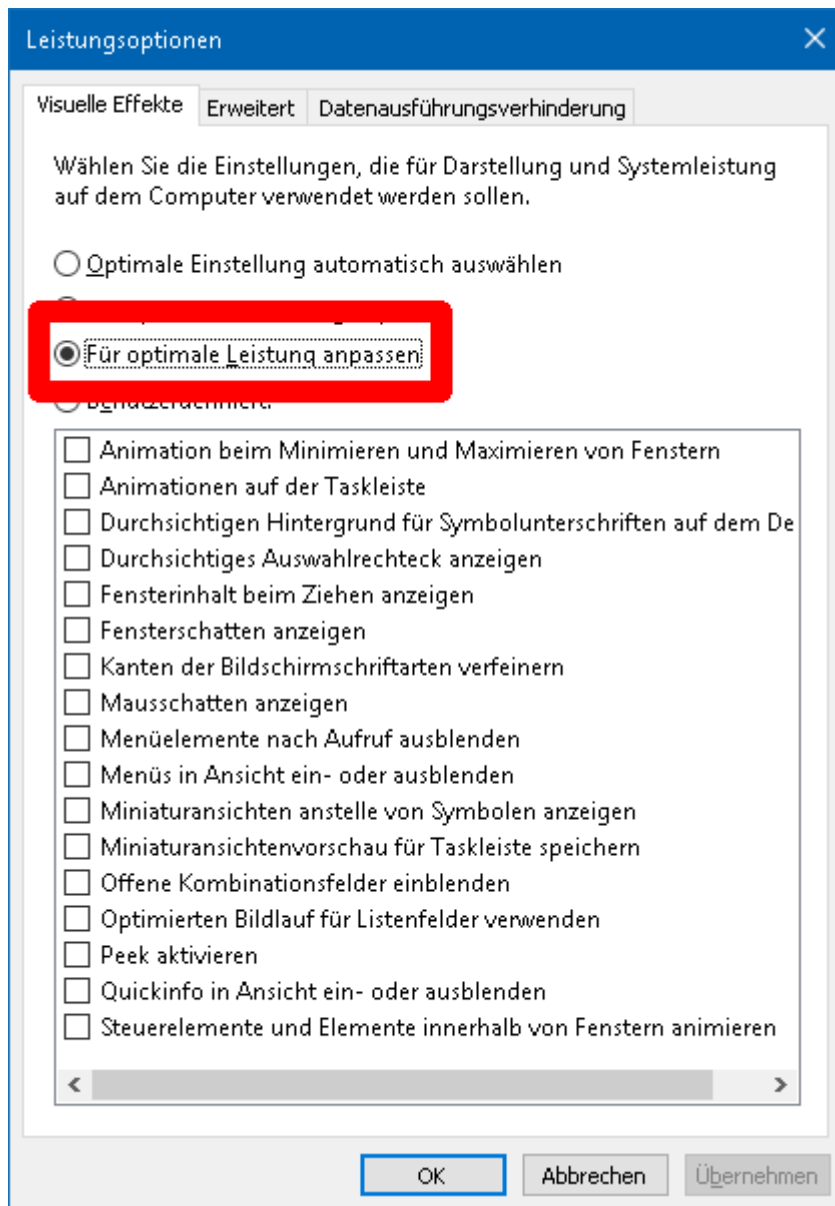 Leistungsoptionen
Visuelle Effekte Erweitert Datenausführungsverhinderung
Wählen Sie die Einstellungen, die für Darstellung und Systemleistung
auf dem Computer verwendet werden sollen.
Optimale Einstellung automatisch auswählen
Für optimale Leistung anpassen
Animation beim Minimieren und Maximieren von Fenstern
Animationen auf der Taskleiste
Durchsichtigen Hintergrund für Symbolunterschriften auf dem De
Durchsichtiges Auswahlrechteck anzeigen
Fensterinhalt beim Ziehen anzeigen
Fensterschatten anzeigen
Kanten der Bildschirmschriftarten verfeinern
Mausschatten anzeigen
Menüelemente nach Aufruf ausblenden
Menüs in Ansicht ein- oder ausblenden
Miniaturansichten anstelle von Symbolen anzeigen
Miniaturansichtenvorschau für Taskleiste speichern
Offene Kombinationsfelder einblenden
Optimierten Bildlauf für Listenfelder verwenden
Peek aktivieren
Quickinfo in Ansicht ein- oder ausblenden
Steuerelemente und Elemente innerhalb von Fenstern animieren
OK Abbrechen Übernehmen